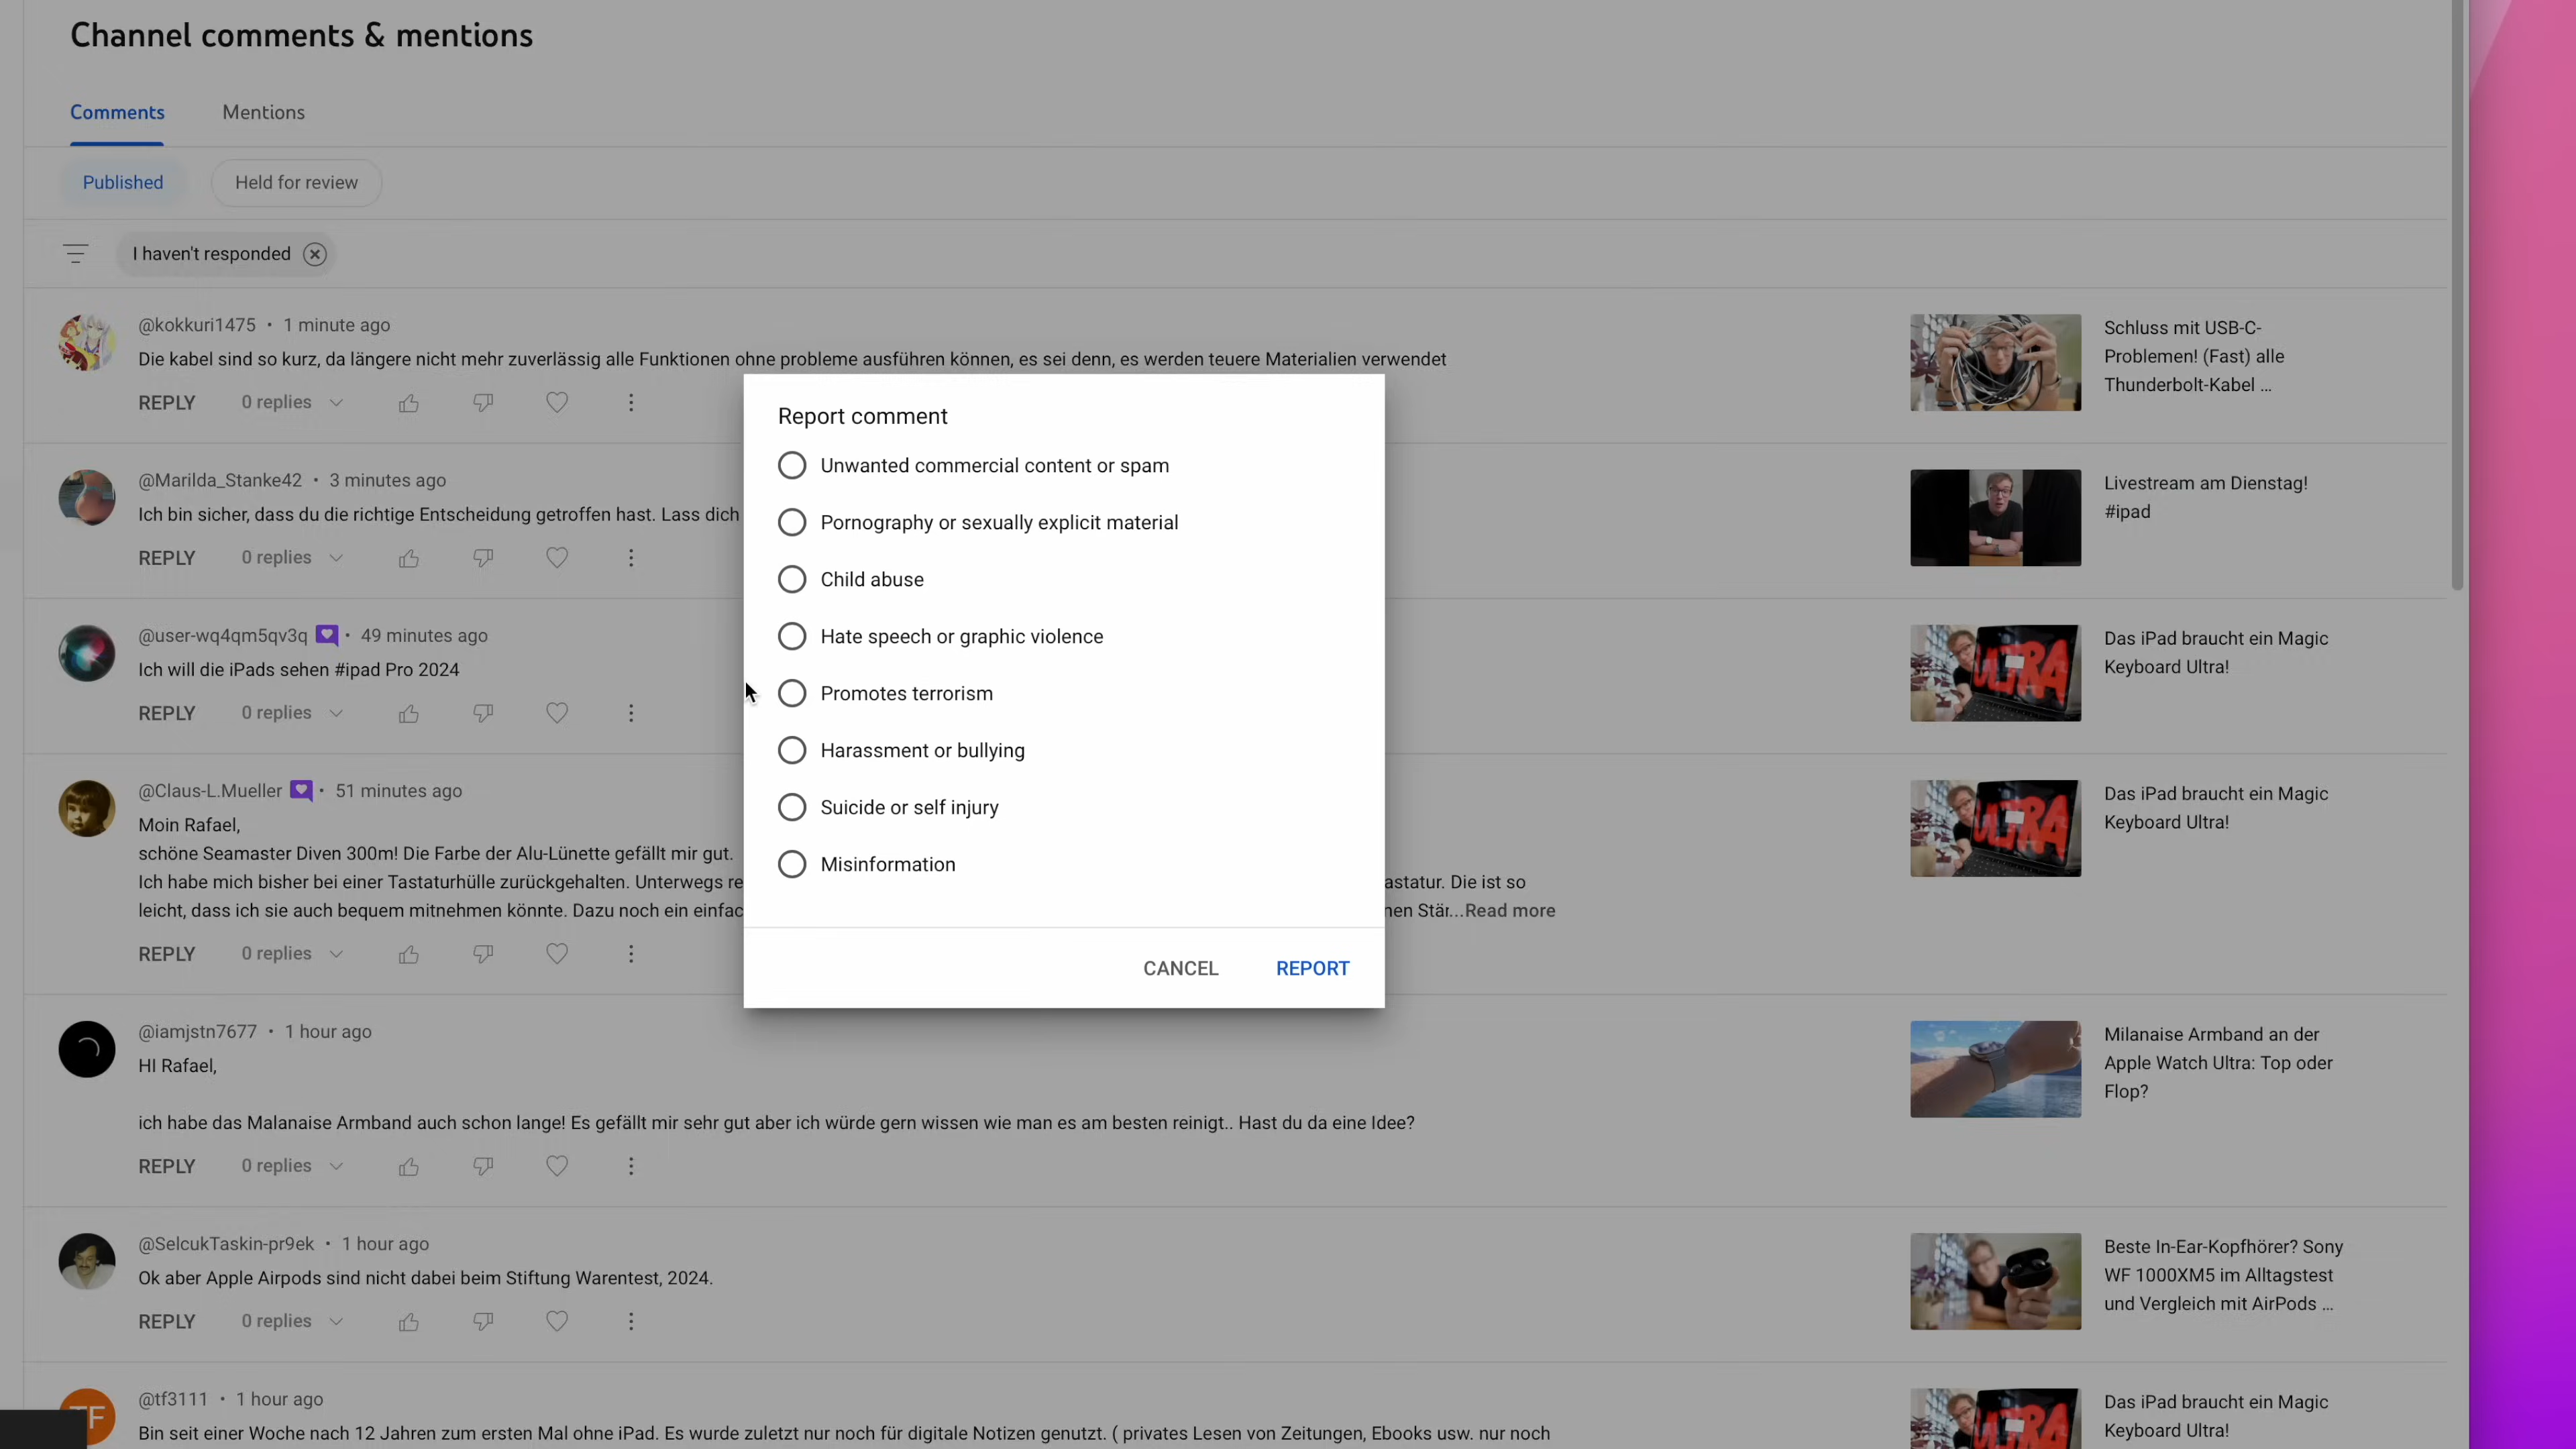 Channel comments & mentions
Comments
Mentions
Published
Held for review
I haven't responded
@kokkuri1475 • 1 minute ago
Die kabel sind so kurz, da längere nicht mehr zuverlässig alle Funktionen ohne probleme ausführen können, es sei denn, es werden teuere Materialien verwendet
REPLY
0 replies
Schluss mit USB-C-
Problemen! (Fast) alle
Thunderbolt-Kabel ...
@Marilda_Stanke42 • 3 minutes ago
Ich bin sicher, dass du die richtige Entscheidung getroffen hast. Lass dich
REPLY
0 replies
Livestream am Dienstag!
#ipad
@user-wq4qm5qv3q • 49 minutes ago
Ich will die iPads sehen #ipad Pro 2024
REPLY
0 replies
Das iPad braucht ein Magic
Keyboard Ultra!
@Claus-L.Mueller • 51 minutes ago
Moin Rafael,
schöne Seamaster Diven 300m! Die Farbe der Alu-Lünette gefällt mir gut.
Ich habe mich bisher bei einer Tastaturhülle zurückgehalten. Unterwegs re
astatur. Die ist so
leicht, dass ich sie auch bequem mitnehmen könnte. Dazu noch ein einfac
nen Stär...Read more
REPLY
0 replies
Das iPad braucht ein Magic
Keyboard Ultra!
Report comment
Unwanted commercial content or spam
Pornography or sexually explicit material
Child abuse
Hate speech or graphic violence
Promotes terrorism
Harassment or bullying
Suicide or self injury
Misinformation
CANCEL
REPORT
@iamjstn7677 • 1 hour ago
HI Rafael,
ich habe das Malanaise Armband auch schon lange! Es gefällt mir sehr gut aber ich würde gern wissen wie man es am besten reinigt.. Hast du da eine Idee?
REPLY
0 replies
Milanaise Armband an der
Apple Watch Ultra: Top oder
Flop?
@SelcukTaskin-pr9ek • 1 hour ago
Ok aber Apple Airpods sind nicht dabei beim Stiftung Warentest, 2024.
REPLY
0 replies
Beste In-Ear-Kopfhörer? Sony
WF 1000XM5 im Alltagstest
und Vergleich mit AirPods ...
TF
@tf3111 • 1 hour ago
Bin seit einer Woche nach 12 Jahren zum ersten Mal ohne iPad. Es wurde zuletzt nur noch für digitale Notizen genutzt. ( privates Lesen von Zeitungen, Ebooks usw. nur noch
Das iPad braucht ein Magic
Keyboard Ultra!
ULTRA
ULTRA
ULTRA